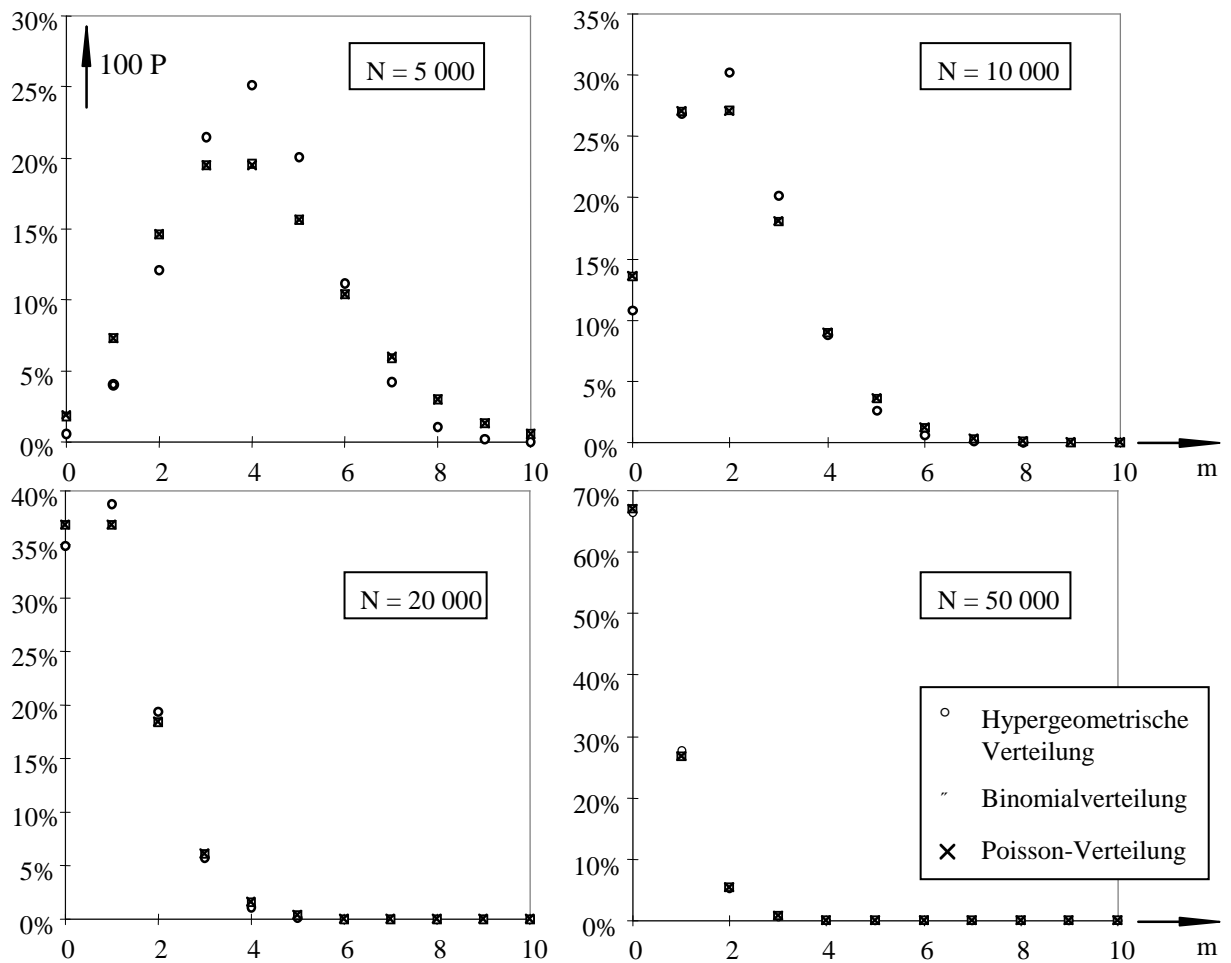 30%
25%
20%
15%
10%
5%
0%
100 P
N = 5 000
0 2 4 6 8 10
35%
30%
25%
20%
15%
10%
5%
0%
N = 10 000
0 2 4 6 8 10
m
40%
35%
30%
25%
20%
15%
10%
5%
0%
N = 20 000
0 2 4 6 8 10
70%
60%
50%
40%
30%
20%
10%
0%
N = 50 000
Hypergeometrische
Verteilung
Binomialverteilung
Poisson-Verteilung
0 2 4 6 8 10
m